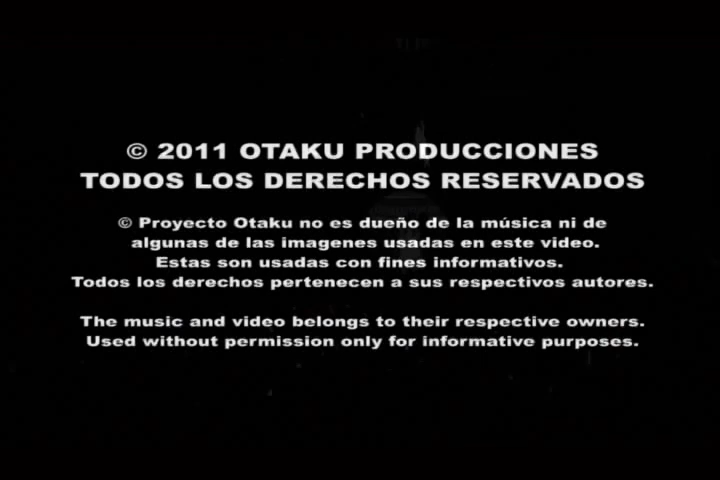 © 2011 OTAKU PRODUCCIONES
TODOS LOS DERECHOS RESERVADOS
© Proyecto Otaku no es dueño de la música ni de
algunas de las imagenes usadas en este video.
Estas son usadas con fines informativos.
Todos los derechos pertenecen a sus respectivos autores.
The music and video belongs to their respective owners.
Used without permission only for informative purposes.